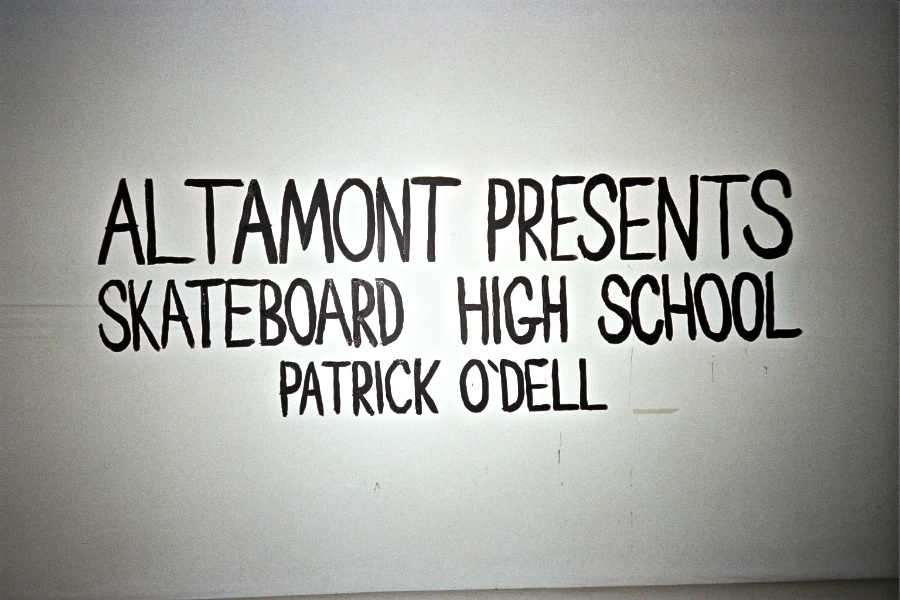 ALTAMONT PRESENTS
SKATEBOARD HIGH SCHOOL
PATRICK O'DELL